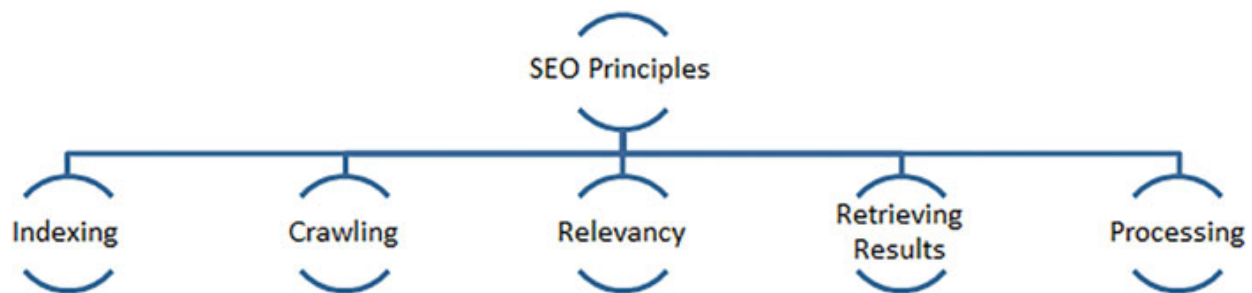 SEO Principles
Indexing
Crawling
Relevancy
Retrieving
Results
Processing